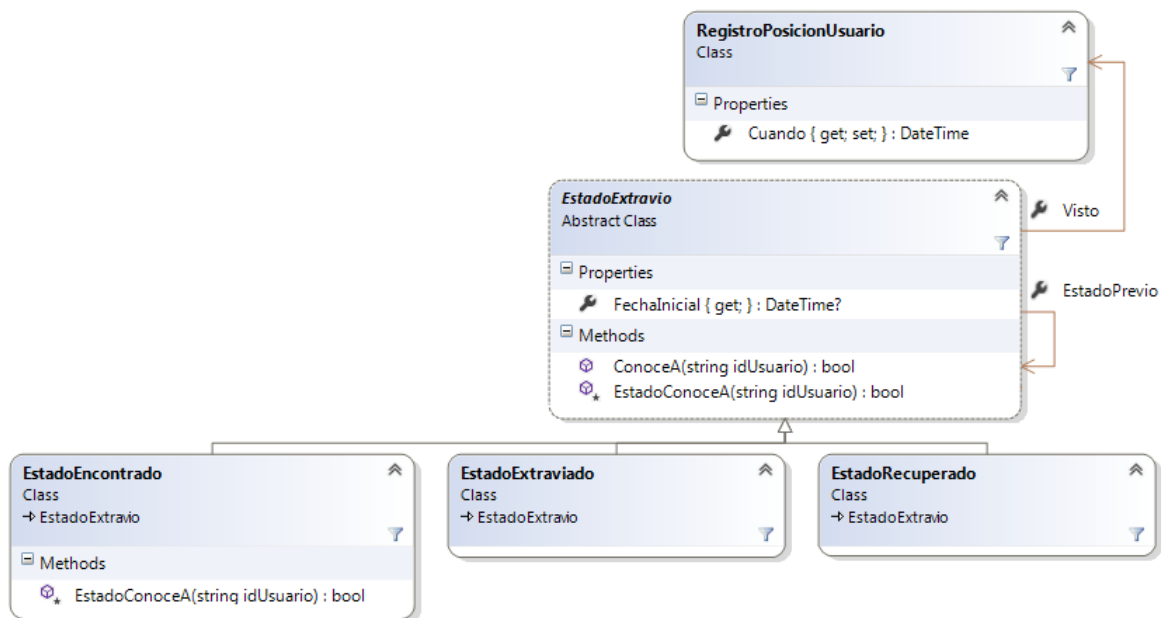 RegistroPosicionUsuario
Class
Properties
Cuando { get; set; } : DateTime
EstadoExtravio
Abstract Class
Visto
Properties
FechaInicial { get; } : DateTime?
EstadoPrevio
Methods
ConoceA(string idUsuario) : bool
EstadoConoceA(string idUsuario) : bool
EstadoEncontrado
Class
EstadoExtravio
Methods
EstadoConoceA(string idUsuario) : bool
EstadoExtraviado
Class
EstadoExtravio
EstadoRecuperado
Class
EstadoExtravio